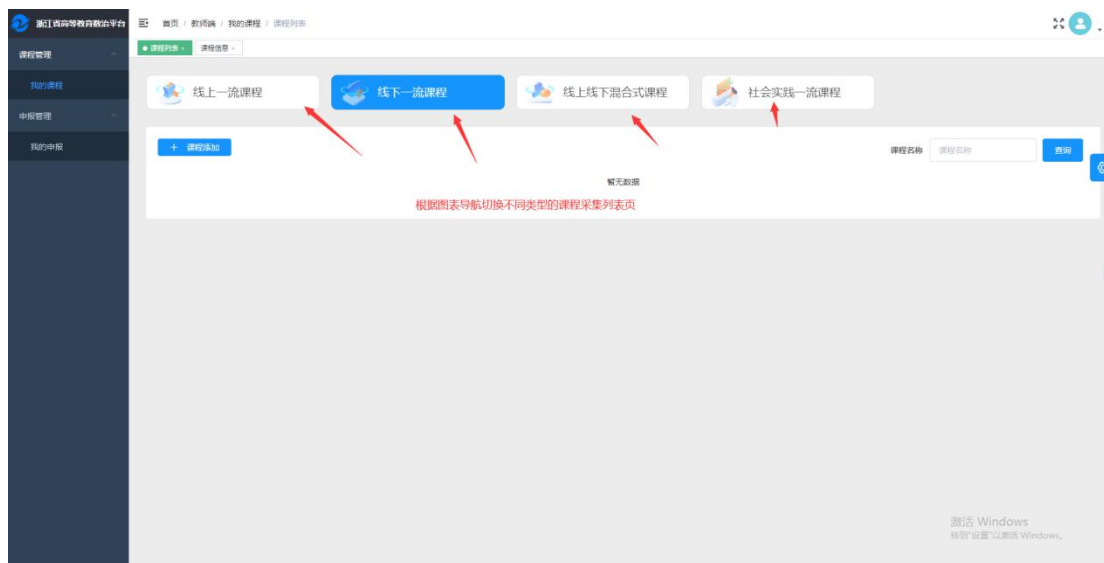 浙江省高等教育数治平台
首页 / 教师端 / 我的课程 / 课程列表
课程管理
课程列表 ×
课程信息 ×
我的课程
线上一流课程
线下一流课程
线上线下混合式课程
社会实践一流课程
申报管理
我的申报
+ 课程添加
课程名称
课程名称
查询
暂无数据
根据图表导航切换不同类型的课程采集列表页
激活 Windows
转到"设置"以激活 Windows。